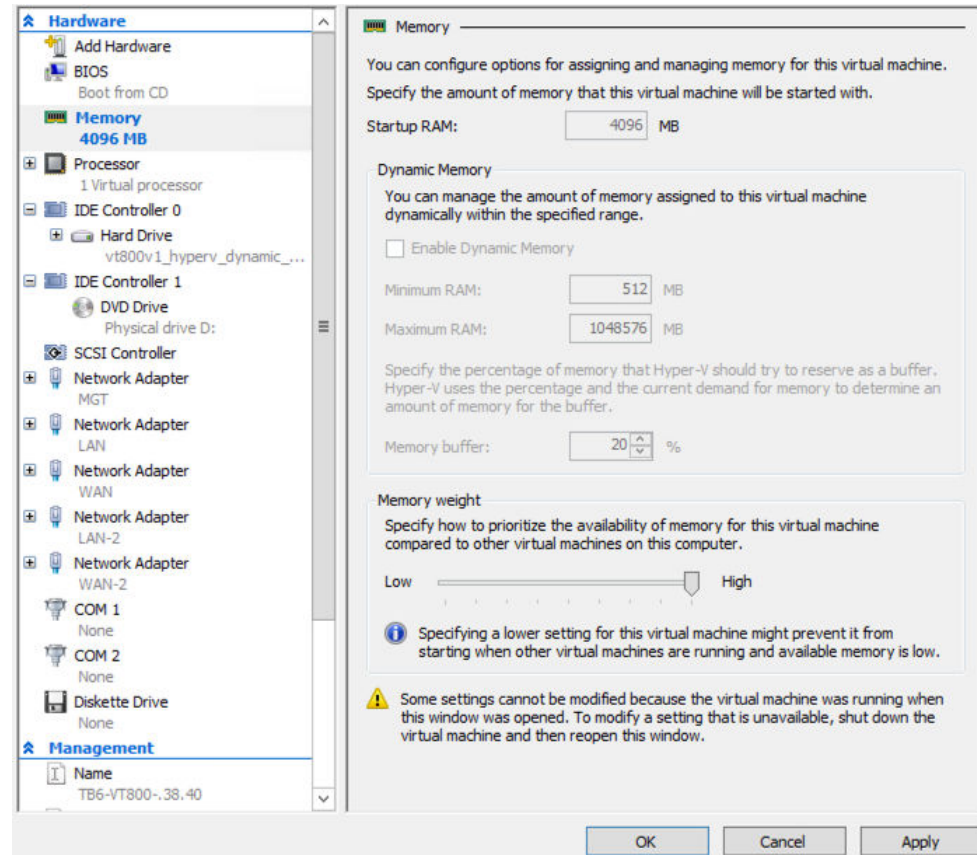 Hardware
Add Hardware
BIOS
Boot from CD
Memory
4096 MB
Processor
1 Virtual processor
IDE Controller 0
Hard Drive
vt800v1_hyperv_dynamic_...
IDE Controller 1
DVD Drive
Physical drive D:
SCSI Controller
Network Adapter
MGT
Network Adapter
LAN
Network Adapter
WAN
Network Adapter
LAN-2
Network Adapter
WAN-2
COM 1
None
COM 2
None
Diskette Drive
None
Management
Name
TB6-VT800-.38.40
Memory
You can configure options for assigning and managing memory for this virtual machine.
Specify the amount of memory that this virtual machine will be started with.
Startup RAM: 4096 MB
Dynamic Memory
You can manage the amount of memory assigned to this virtual machine
dynamically within the specified range.
Enable Dynamic Memory
Minimum RAM: 512 MB
Maximum RAM: 1048576 MB
Specify the percentage of memory that Hyper-V should try to reserve as a buffer.
Hyper-V uses the percentage and the current demand for memory to determine an
amount of memory for the buffer.
Memory buffer: 20 %
Memory weight
Specify how to prioritize the availability of memory for this virtual machine
compared to other virtual machines on this computer.
Low High
Specifying a lower setting for this virtual machine might prevent it from
starting when other virtual machines are running and available memory is low.
Some settings cannot be modified because the virtual machine was running when
this window was opened. To modify a setting that is unavailable, shut down the
virtual machine and then reopen this window.
OK Cancel Apply